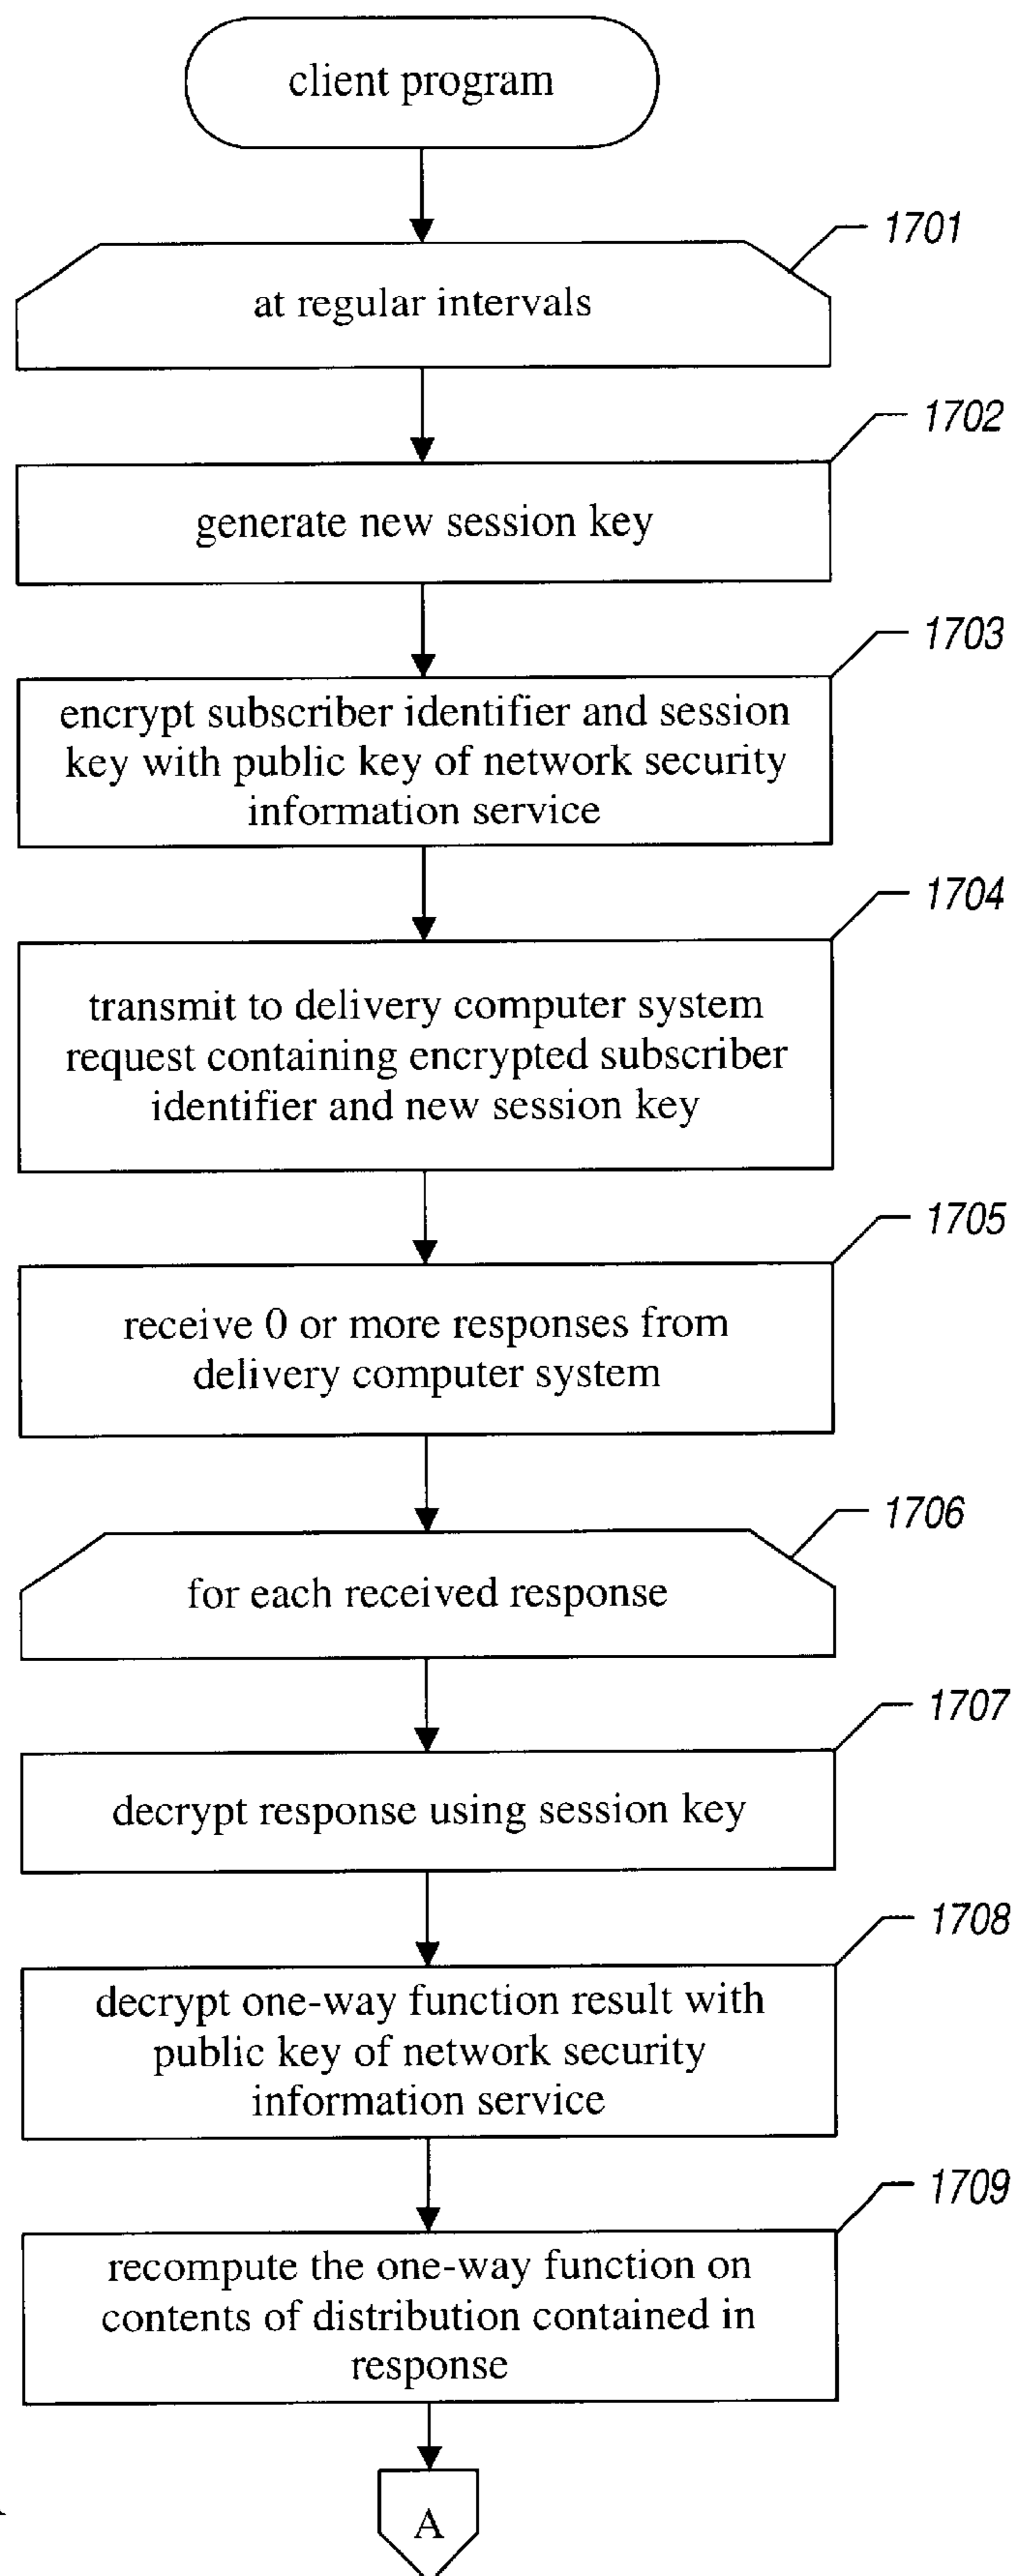 client program
1701
at regular intervals
1702
generate new session key
1703
encrypt subscriber identifier and session
key with public key of network security
information service
1704
transmit to delivery computer system
request containing encrypted subscriber
identifier and new session key
1705
receive 0 or more responses from
delivery computer system
1706
for each received response
1707
decrypt response using session key
1708
decrypt one-way function result with
public key of network security
information service
1709
recompute the one-way function on
contents of distribution contained in
response
A